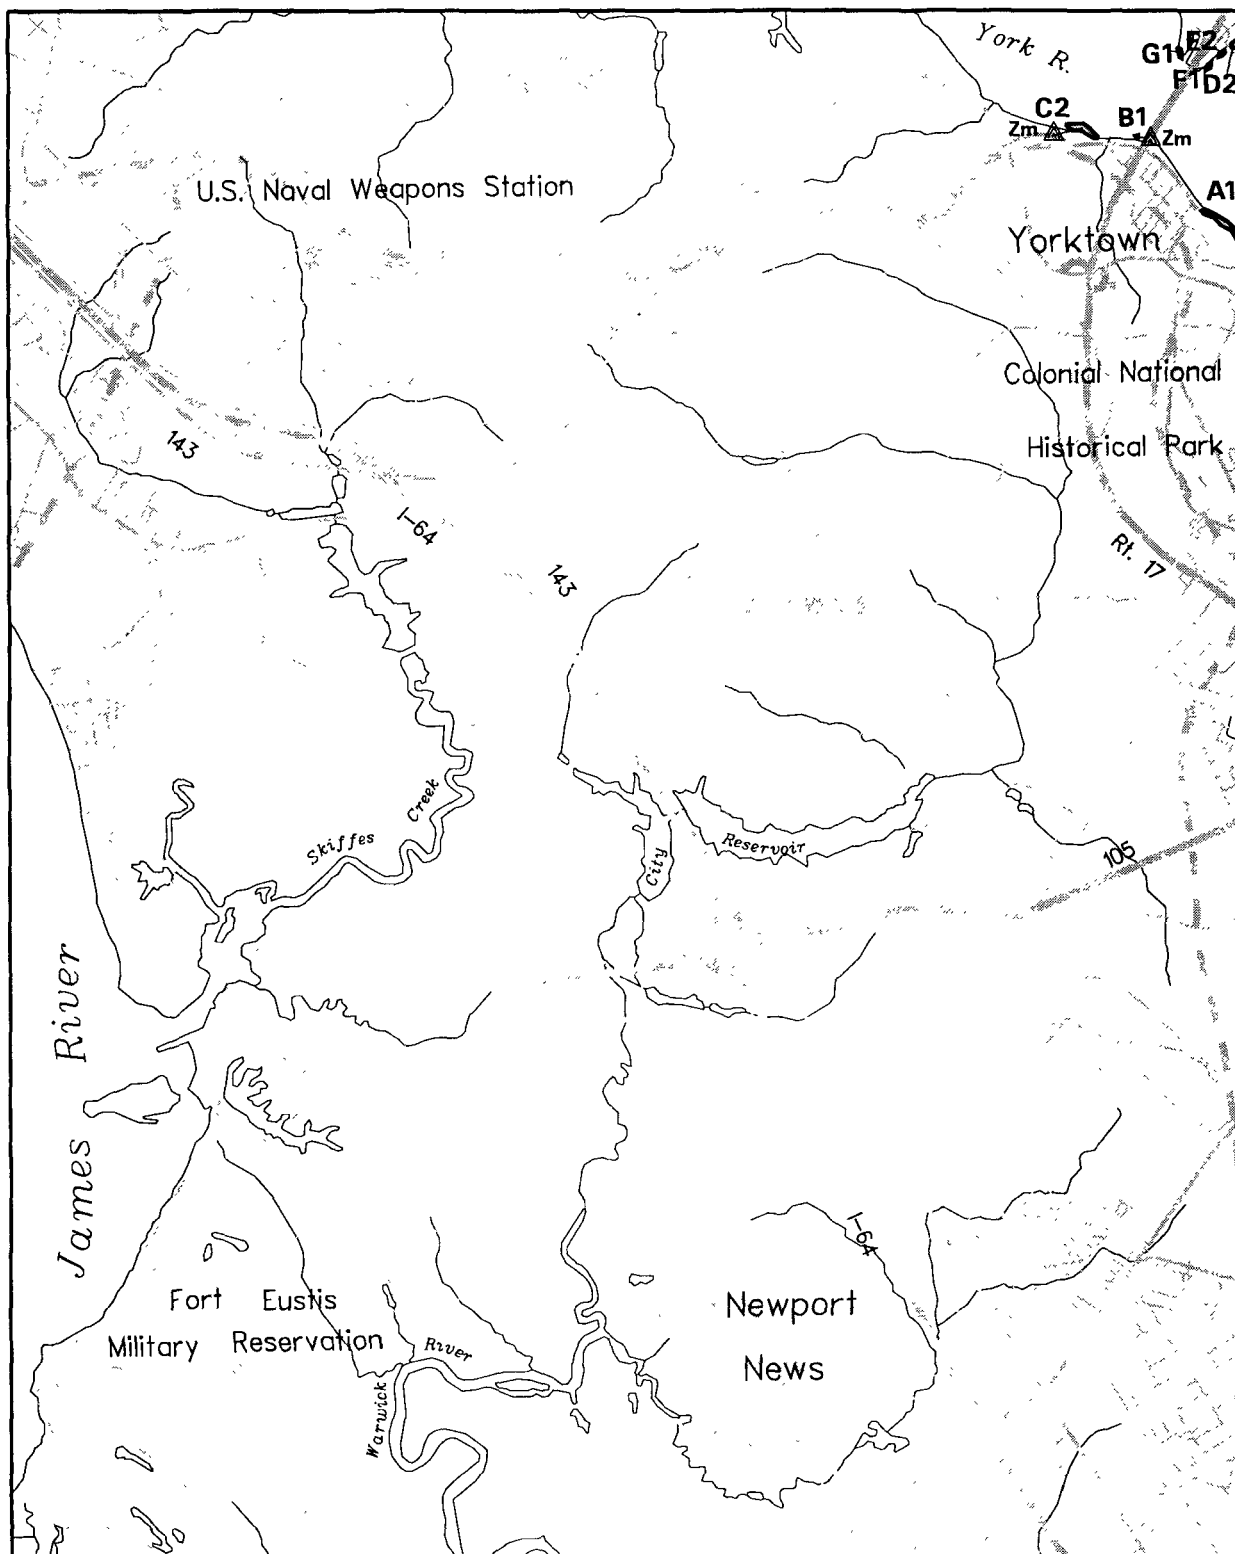 York R.
G1 E2
F1 D2
C2
B1
Zm
Zm
A1
U.S. Naval Weapons Station
Yorktown
Colonial National
Historical Park
143
I-64
143
Rt. 17
Skiffes Creek
City
Reservoir
105
James River
I-64
Fort Eustis
Military Reservation
Newport
News
River
Warwick